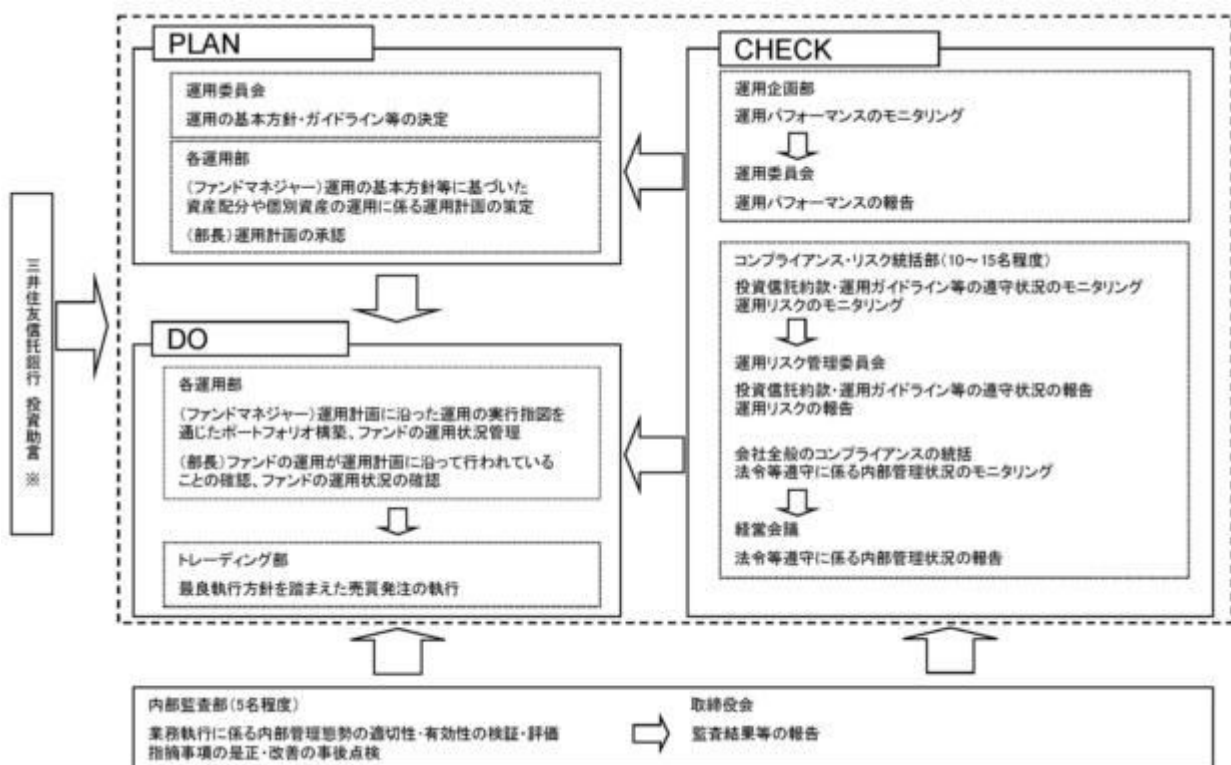 PLAN
運用委員会
運用の基本方針・ガイドライン等の決定
各運用部
(ファンドマネジャー)運用の基本方針等に基づいた
資産配分や個別資産の運用に係る運用計画の策定
(部長)運用計画の承認
DO
各運用部
(ファンドマネジャー)運用計画に沿った運用の実行指図を
通じたポートフォリオ構築、ファンドの運用状況管理
(部長)ファンドの運用が運用計画に沿って行われている
ことの確認、ファンドの運用状況の確認
トレーディング部
最良執行方針を踏まえた売買発注の執行
CHECK
運用企画部
運用パフォーマンスのモニタリング
運用委員会
運用パフォーマンスの報告
コンプライアンス・リスク統括部(10~15名程度)
投資信託約款・運用ガイドライン等の遵守状況のモニタリング
運用リスクのモニタリング
運用リスク管理委員会
投資信託約款・運用ガイドライン等の遵守状況の報告
運用リスクの報告
会社全般のコンプライアンスの統括
法令等遵守に係る内部管理状況のモニタリング
経営会議
法令等遵守に係る内部管理状況の報告
三井住友信託銀行 投資助言 ※
内部監査部(5名程度)
業務執行に係る内部管理態勢の適切性・有効性の検証・評価
指摘事項の是正・改善の事後点検
取締役会
監査結果等の報告